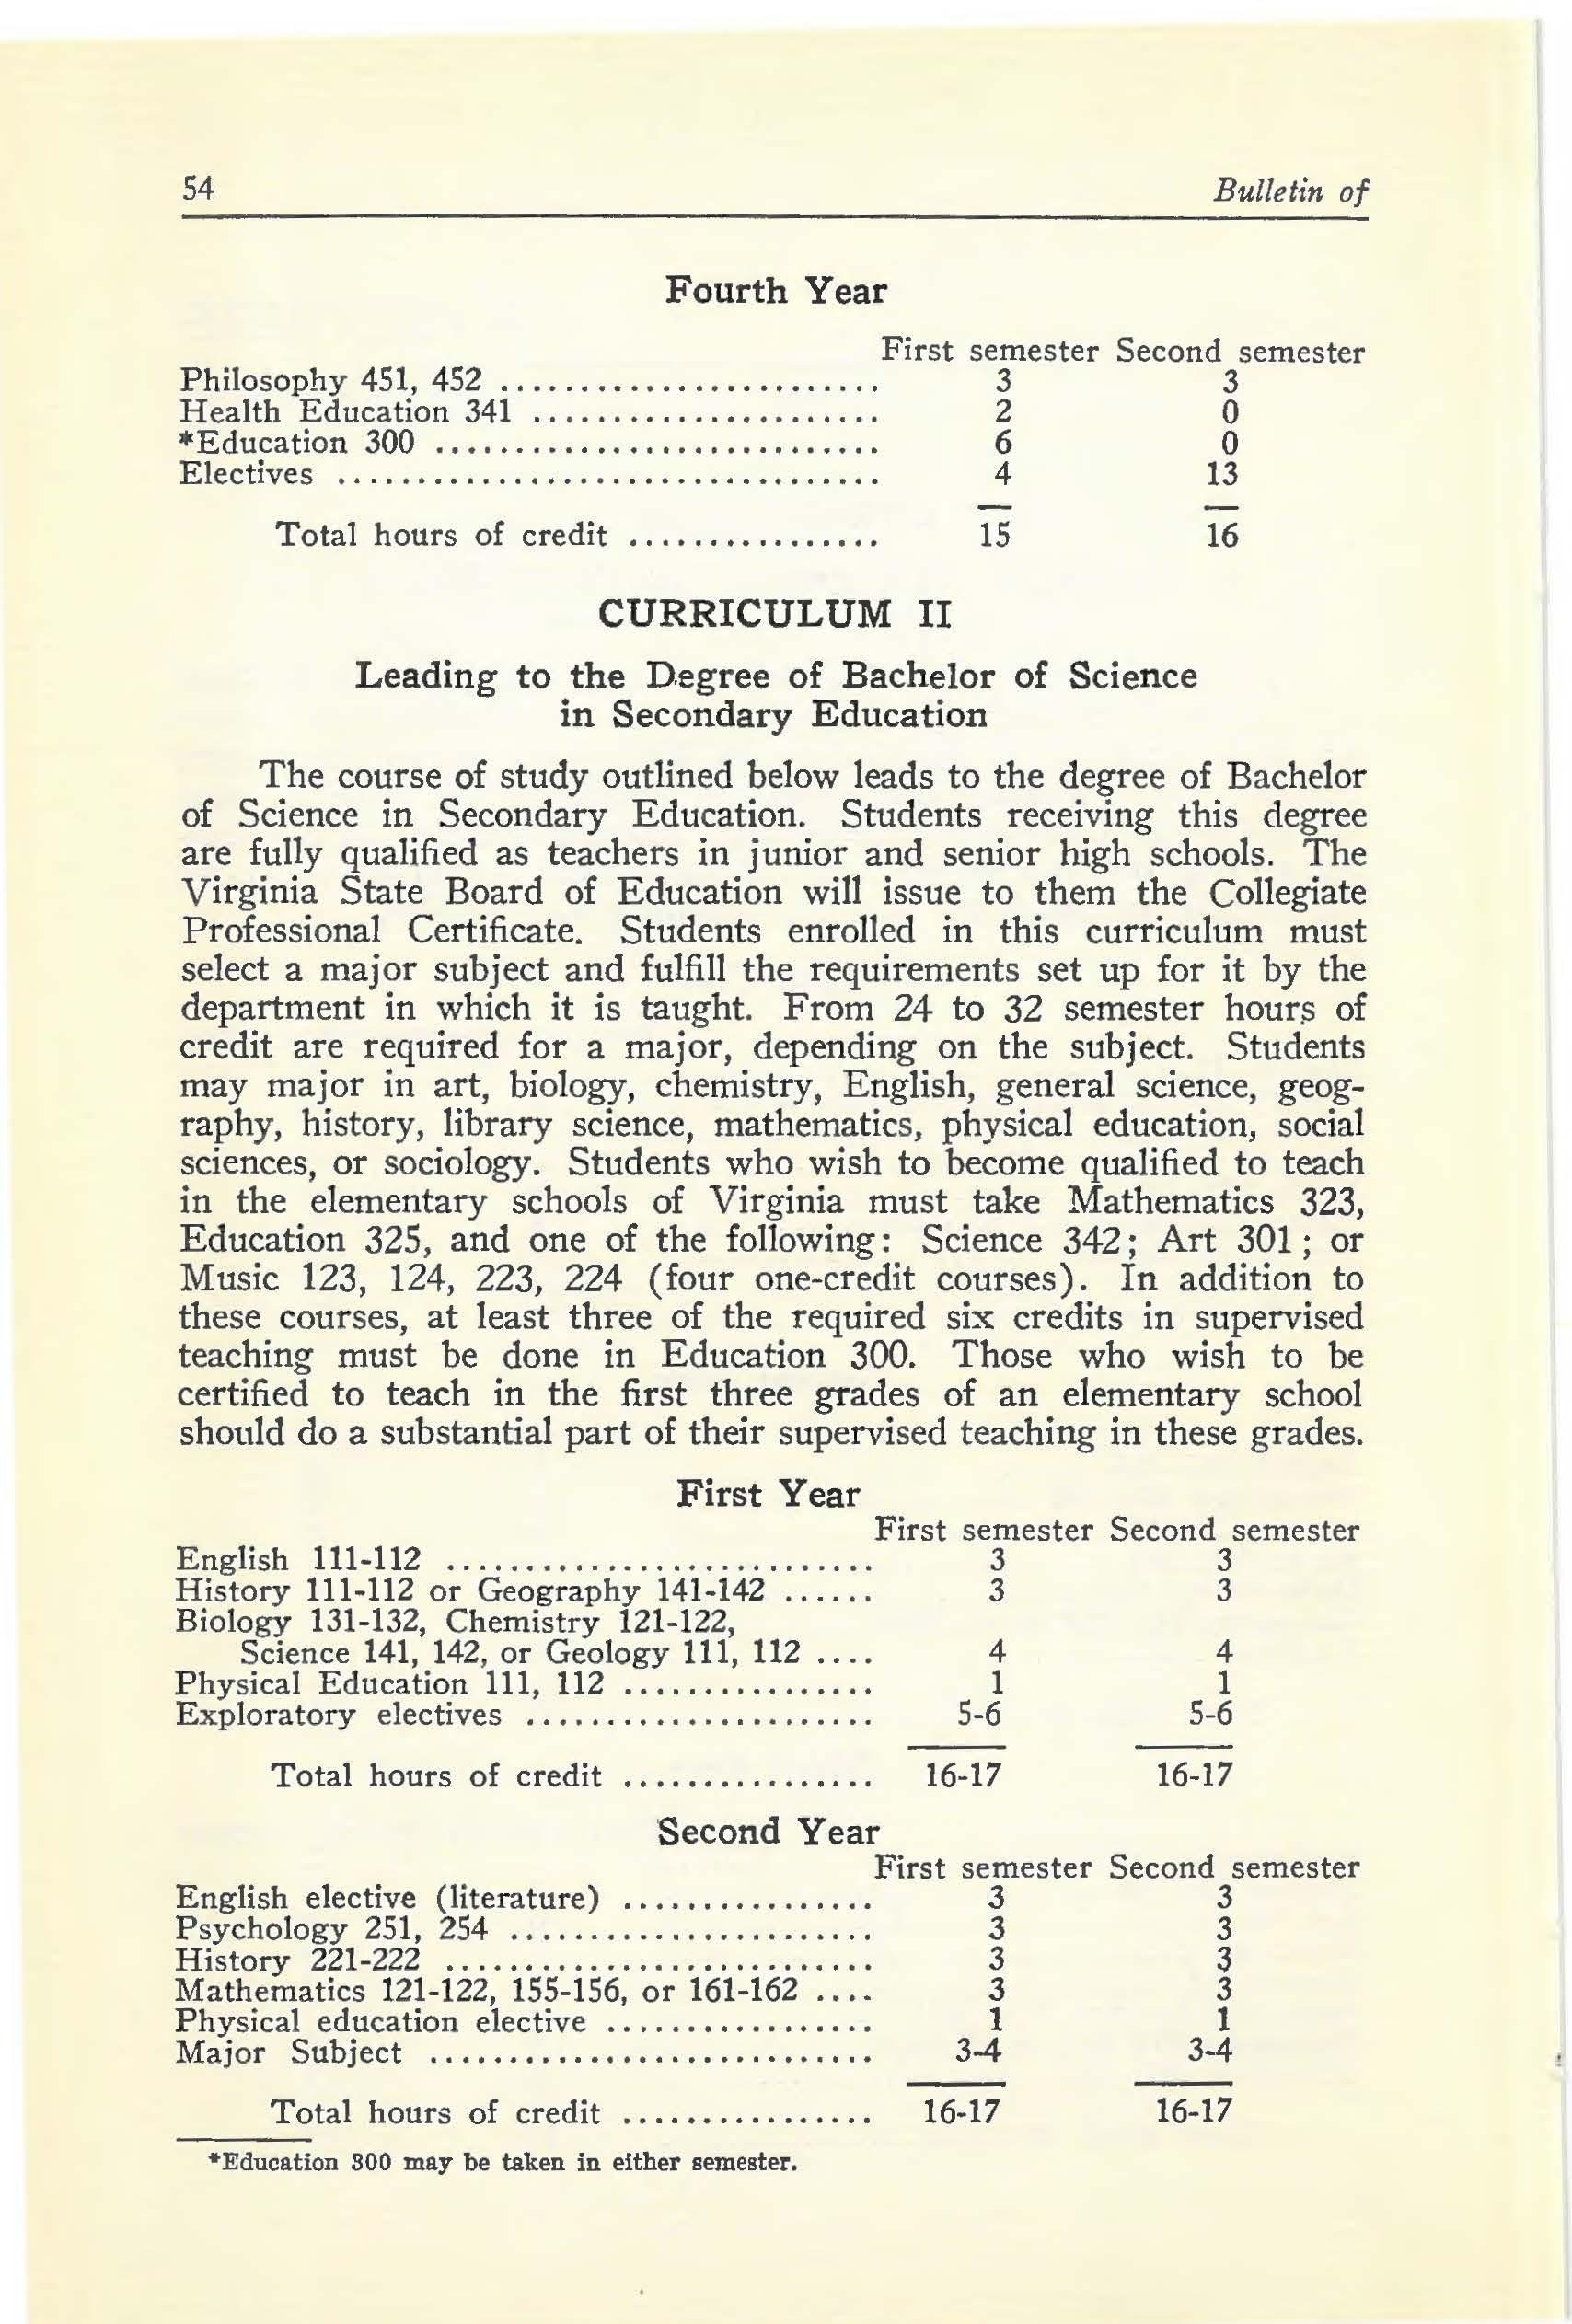 54 Bulletin of
Fourth Year
First semester Second semester
Philosophy 451, 452 ........................ 3 3
Health Education 341 ...................... 2 0
*Education 300 ............................ 6 0
Electives .................................. 4 13
Total hours of credit ................ 15 16
CURRICULUM II
Leading to the Degree of Bachelor of Science
in Secondary Education
The course of study outlined below leads to the degree of Bachelor
of Science in Secondary Education. Students receiving this degree
are fully qualified as teachers in junior and senior high schools. The
Virginia State Board of Education will issue to them the Collegiate
Professional Certificate. Students enrolled in this curriculum must
select a major subject and fulfill the requirements set up for it by the
department in which it is taught. From 24 to 32 semester hours of
credit are required for a major, depending on the subject. Students
may major in art, biology, chemistry, English, general science, geog-
raphy, history, library science, mathematics, physical education, social
sciences, or sociology. Students who wish to become qualified to teach
in the elementary schools of Virginia must take Mathematics 323,
Education 325, and one of the following: Science 342; Art 301; or
Music 123, 124, 223, 224 (four one-credit courses). In addition to
these courses, at least three of the required six credits in supervised
teaching must be done in Education 300. Those who wish to be
certified to teach in the first three grades of an elementary school
should do a substantial part of their supervised teaching in these grades.
First Year
First semester Second semester
English 111-112 ........................... 3 3
History 111-112 or Geography 141-142 ...... 3 3
Biology 131-132, Chemistry 121-122,
Science 141, 142, or Geology 111, 112 .... 4 4
Physical Education 111, 112 ................ 1 1
Exploratory electives ...................... 5-6 5-6
Total hours of credit ................ 16-17 16-17
Second Year
First semester Second semester
English elective (literature) ................ 3 3
Psychology 251, 254 ....................... 3 3
History 221-222 ........................... 3 3
Mathematics 121-122, 155-156, or 161-162 .... 3 3
Physical education elective ................. 1 1
Major Subject ............................ 3-4 3-4
Total hours of credit ................ 16-17 16-17
*Education 300 may be taken in either semester.